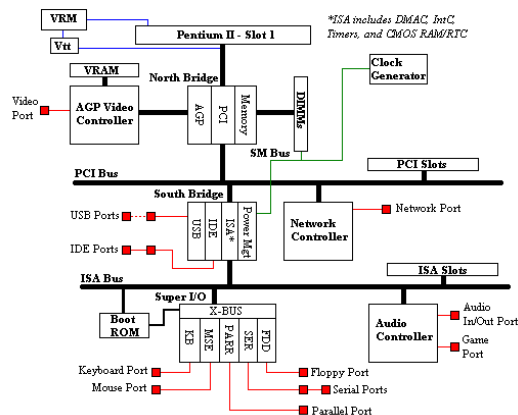 VRM
Vtt
Pentium II - Slot 1
*ISA includes DMAC, IntC,
Timers, and CMOS RAM/RTC
VRAM
North Bridge
Clock
Generator
Video
Port
AGP Video
Controller
AGP
PCI
Memory
DIMMs
SM Bus
PCI Slots
PCI Bus
South Bridge
USB Ports
USB
IDE
ISA*
Power Mgt
Network
Controller
Network Port
IDE Ports
ISA Slots
ISA Bus
Super I/O
Boot
ROM
X-BUS
KB
MSE
PARR
SER
FDD
Audio
Controller
Audio
In/Out Port
Game
Port
Keyboard Port
Floppy Port
Mouse Port
Serial Ports
Parallel Port